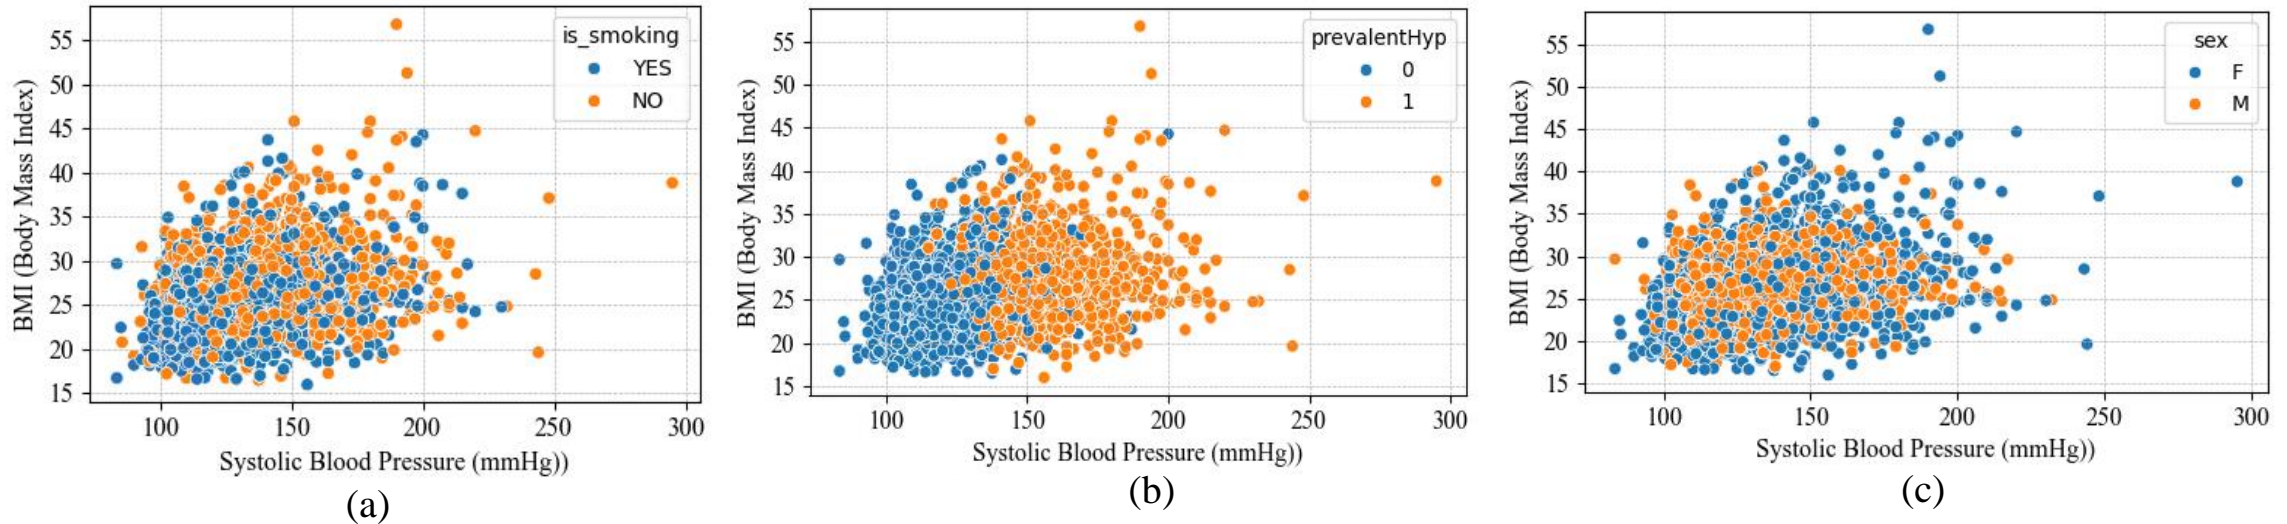 BMI (Body Mass Index)
55
50
45
40
35
30
25
20
15
is_smoking
YES
NO
100
150
200
250
300
Systolic Blood Pressure (mmHg))
(a)
BMI (Body Mass Index)
55
50
45
40
35
30
25
20
15
prevalentHyp
0
1
100
150
200
250
300
Systolic Blood Pressure (mmHg))
(b)
BMI (Body Mass Index)
55
50
45
40
35
30
25
20
15
sex
F
M
100
150
200
250
300
Systolic Blood Pressure (mmHg))
(c)